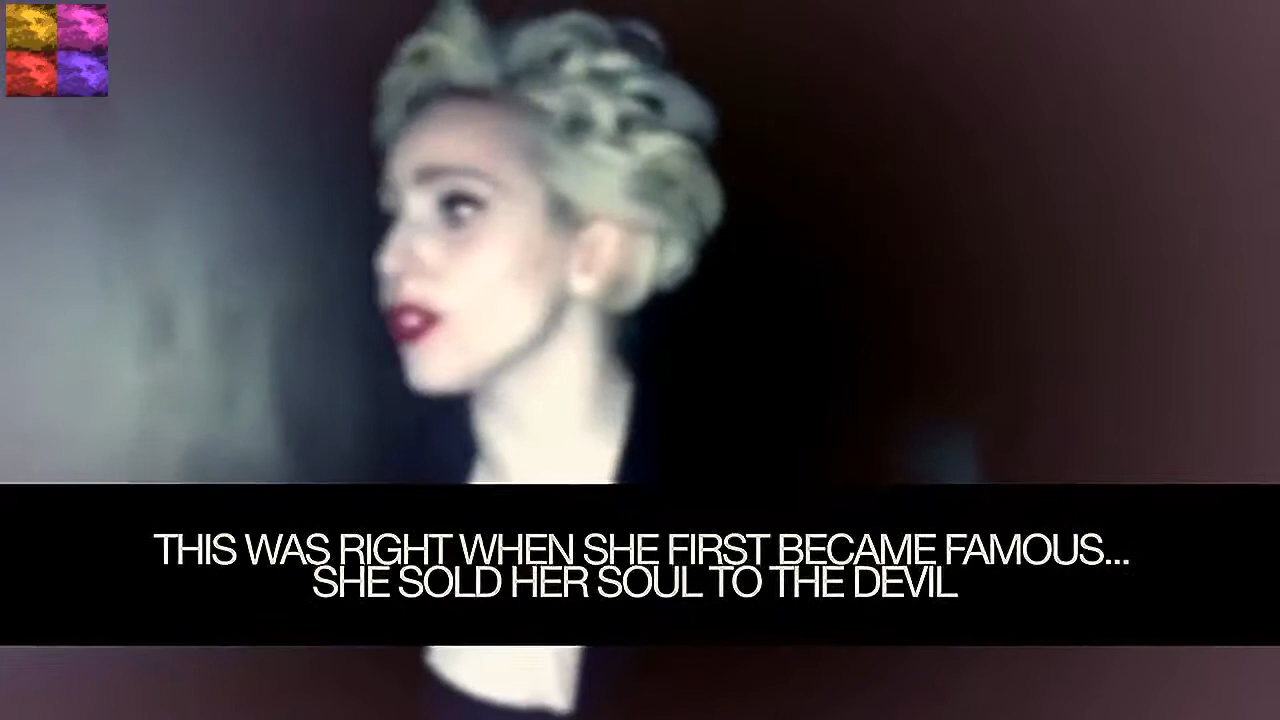 THIS WAS RIGHT WHEN SHE FIRST BECAME FAMOUS...
SHE SOLD HER SOUL TO THE DEVIL